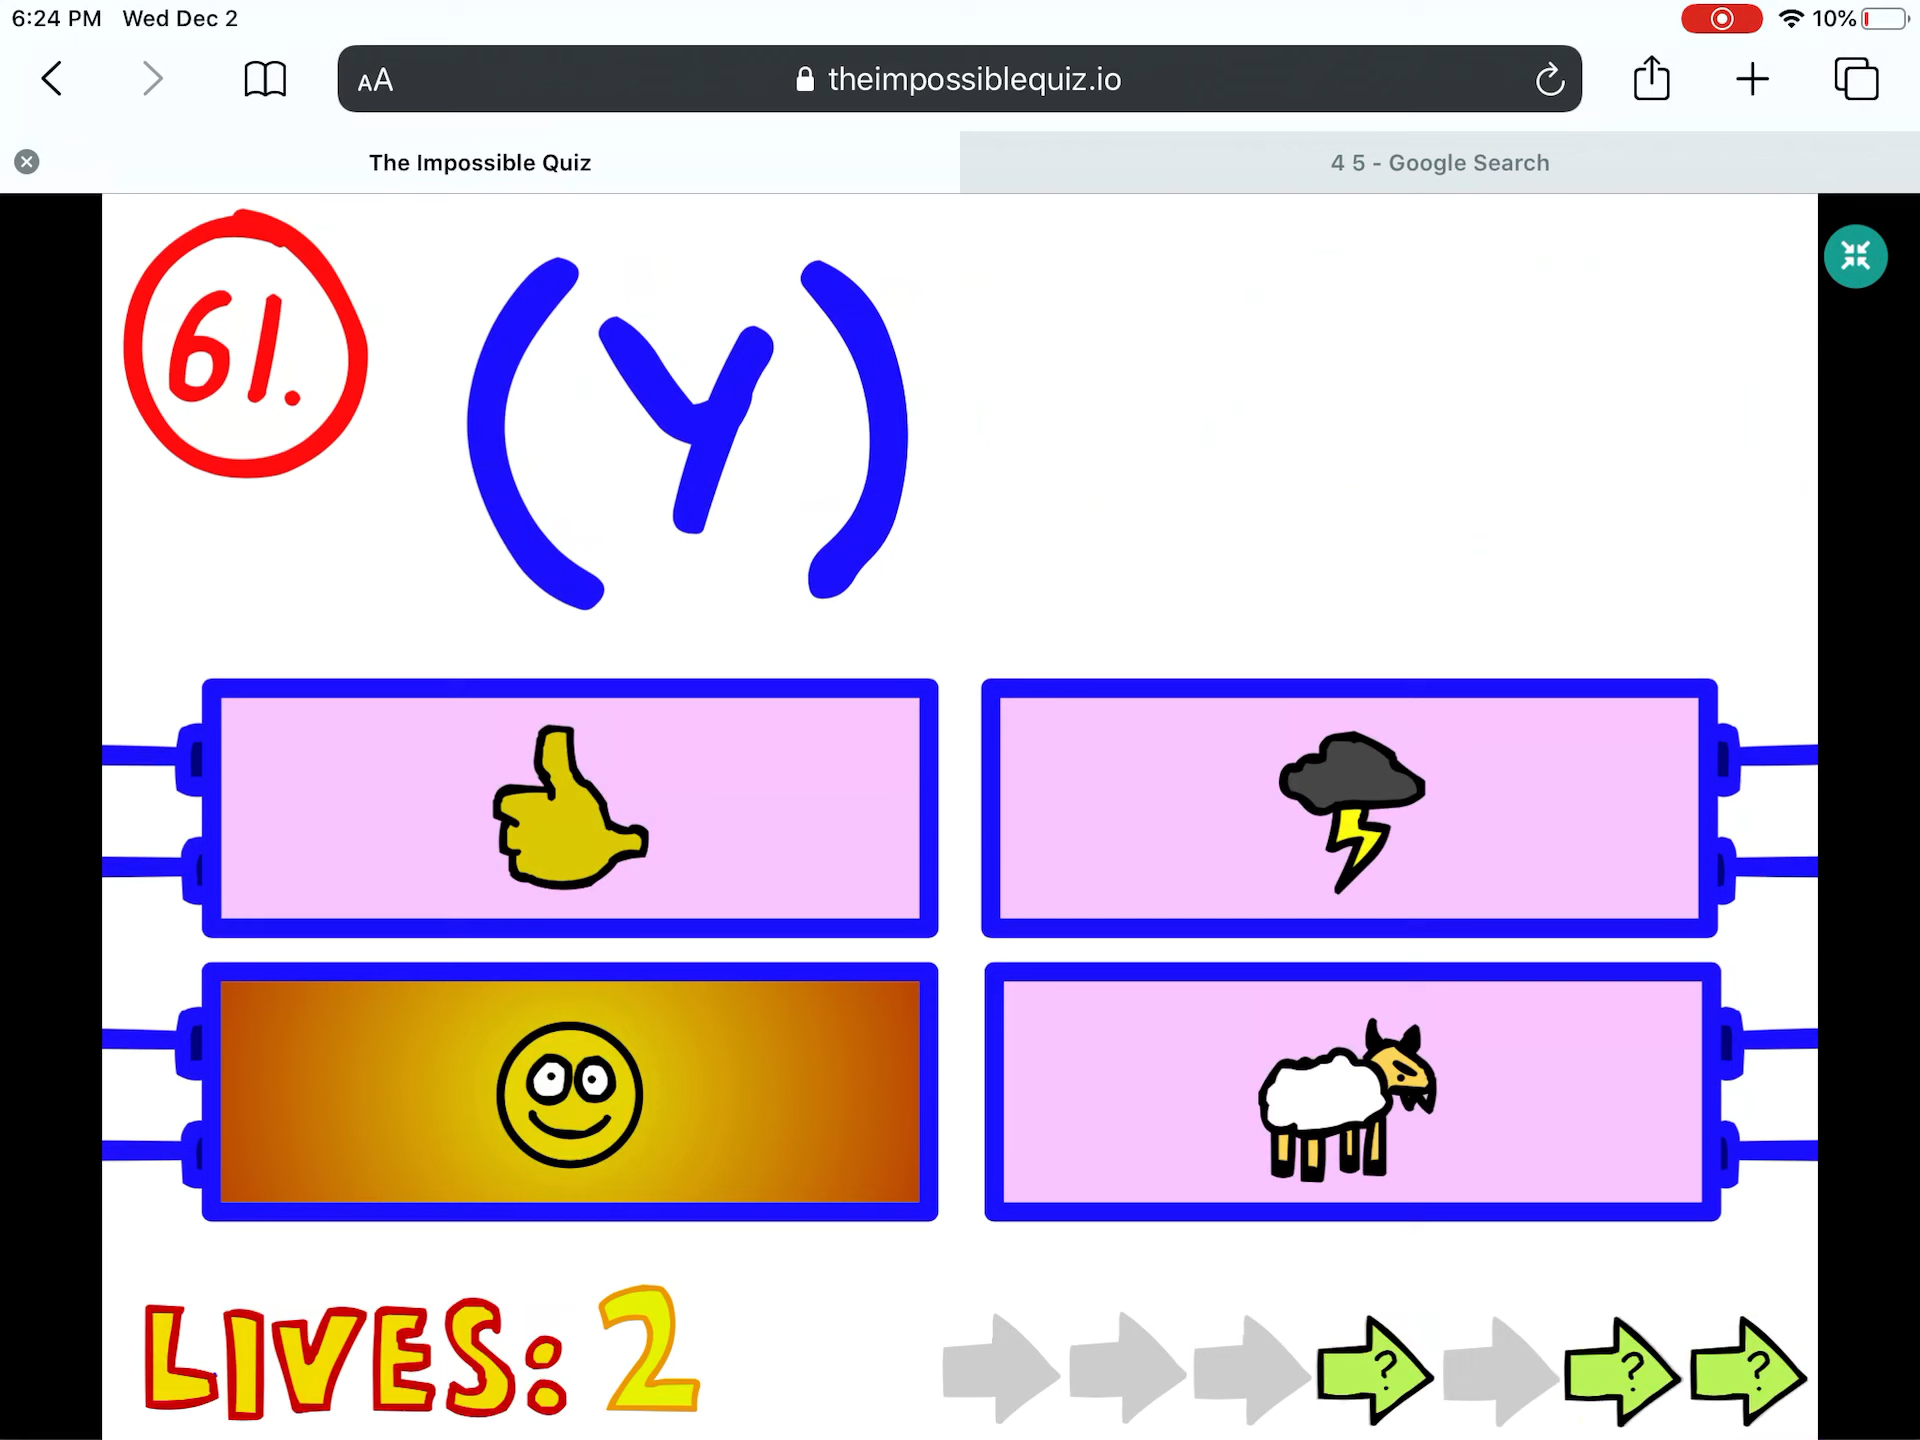 6:24 PM Wed Dec 2
10%
AA
theimpossiblequiz.io
The Impossible Quiz
4 5 - Google Search
61.
(Y)
LIVES: 2
? ? ?